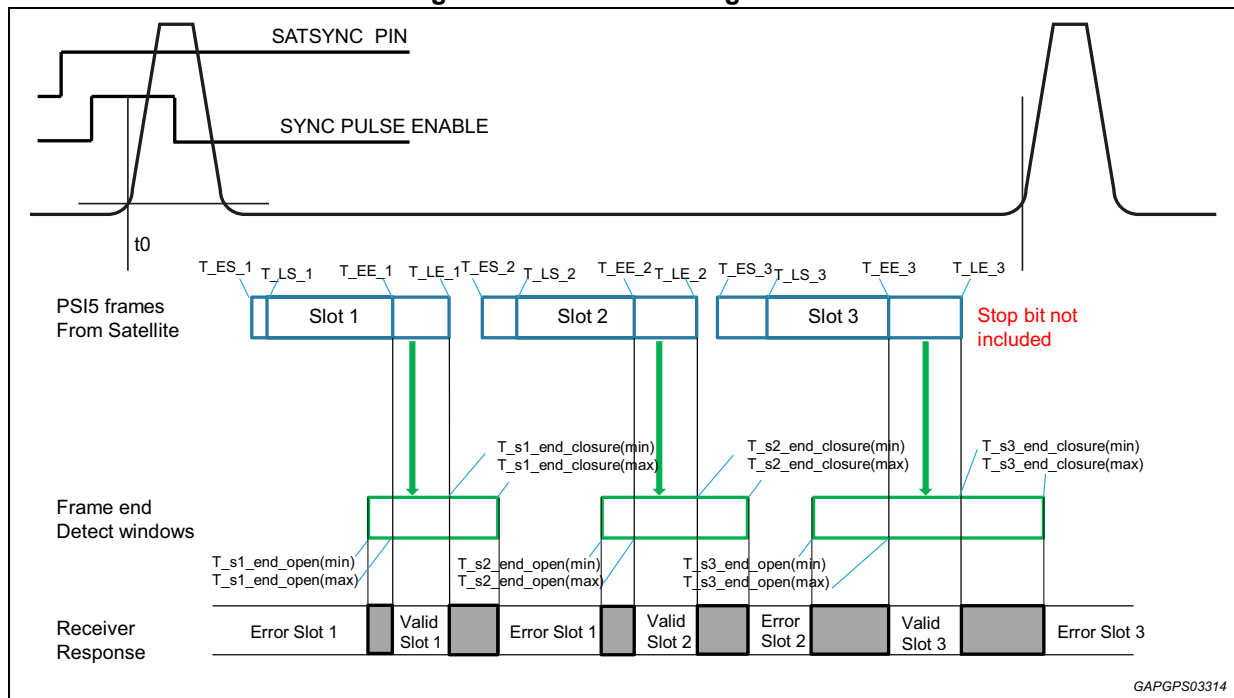 SATSYNC PIN
SYNC PULSE ENABLE
t0
T_ES_1
T_LS_1
T_EE_1
T_LE_1
T_ES_2
T_LS_2
T_EE_2
T_LE_2
T_ES_3
T_LS_3
T_EE_3
T_LE_3
PSI5 frames
From Satellite
Slot 1
Slot 2
Slot 3
Stop bit not
included
T_s1_end_closure(min)
T_s1_end_closure(max)
T_s2_end_closure(min)
T_s2_end_closure(max)
T_s3_end_closure(min)
T_s3_end_closure(max)
Frame end
Detect windows
T_s1_end_open(min)
T_s1_end_open(max)
T_s2_end_open(min)
T_s2_end_open(max)
T_s3_end_open(min)
T_s3_end_open(max)
Receiver
Response
Error Slot 1
Valid
Slot 1
Error Slot 1
Valid
Slot 2
Error
Slot 2
Valid
Slot 3
Error Slot 3
GAPGPS03314